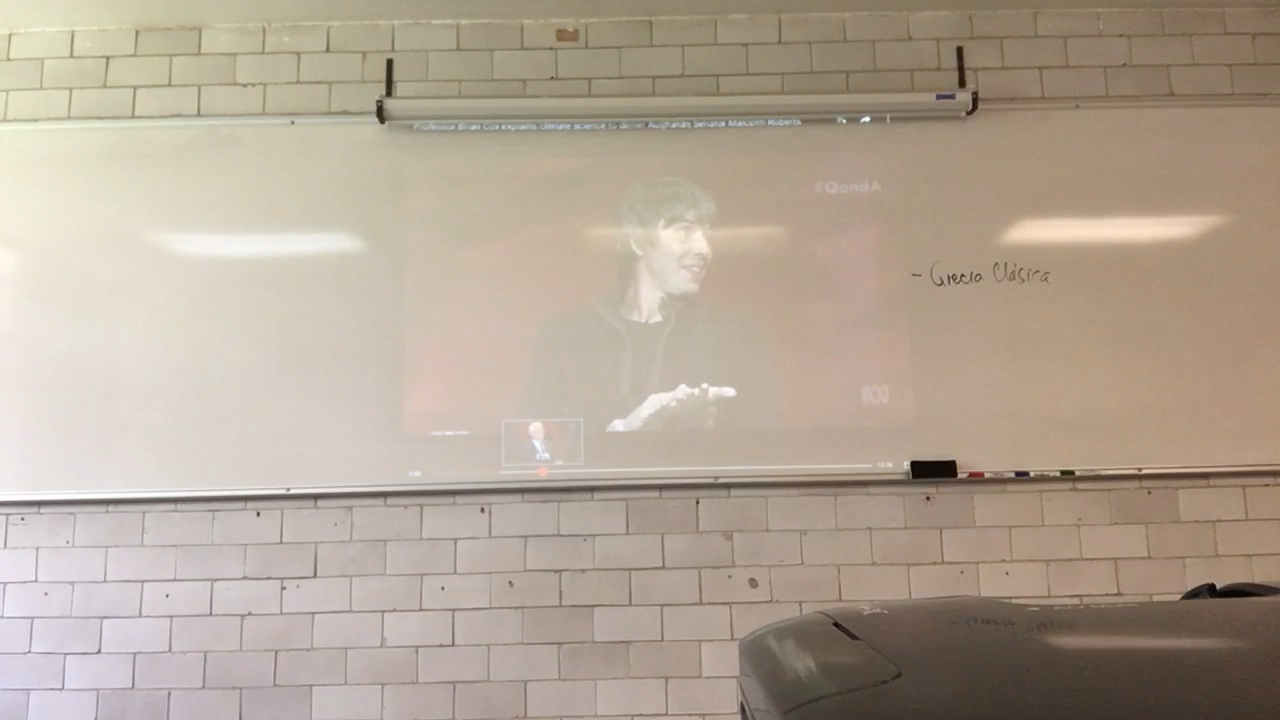 Professor Brian Cox explains climate science to denier Australian Senator Malcolm Roberts
#QandA
- Grecia Clásica